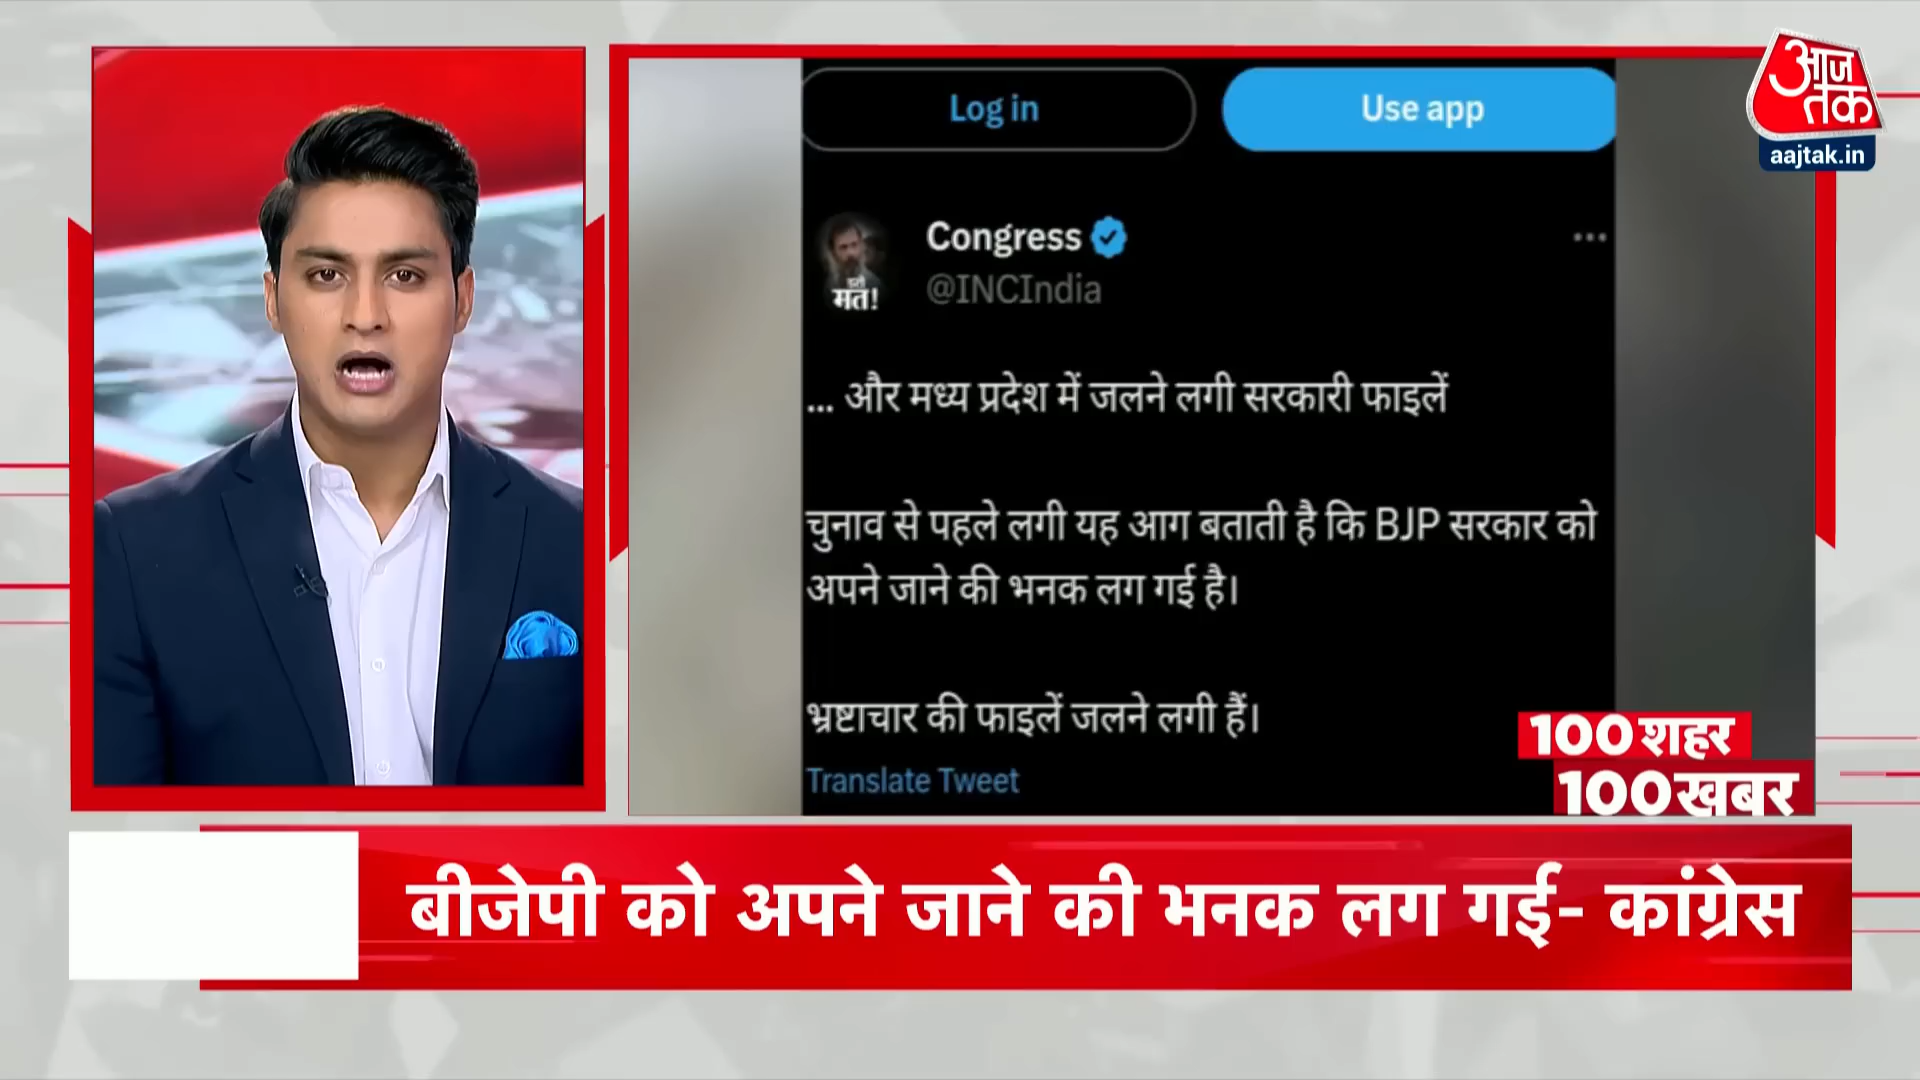 आज
तक
aajtak.in
Log in
Use app
Congress
@INCIndia
डरो
मत!
... और मध्य प्रदेश में जलने लगी सरकारी फाइलें
चुनाव से पहले लगी यह आग बताती है कि BJP सरकार को
अपने जाने की भनक लग गई है।
भ्रष्टाचार की फाइलें जलने लगी हैं।
Translate Tweet
100 शहर
100 खबर
बीजेपी को अपने जाने की भनक लग गई- कांग्रेस